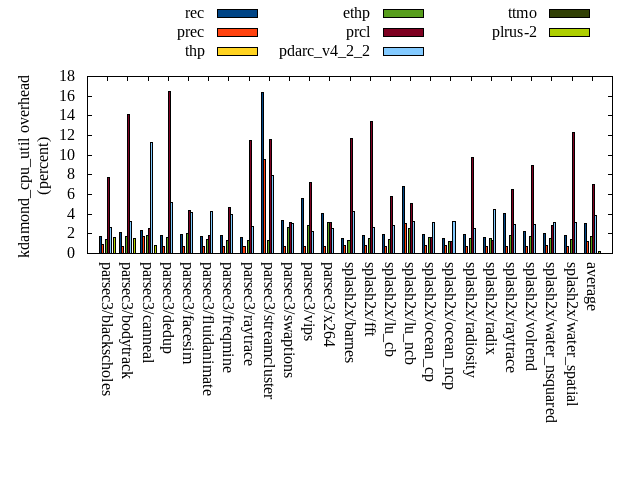 rec
prec
thp
ethp
prcl
pdarc_v4_2_2
ttmo
plrus-2
kdamond_cpu_util overhead
(percent)
18
16
14
12
10
8
6
4
2
0
parsec3/blackscholes
parsec3/bodytrack
parsec3/canneal
parsec3/dedup
parsec3/facesim
parsec3/fluidanimate
parsec3/freqmine
parsec3/raytrace
parsec3/streamcluster
parsec3/swaptions
parsec3/vips
parsec3/x264
splash2x/barnes
splash2x/fft
splash2x/lu_cb
splash2x/lu_ncb
splash2x/ocean_cp
splash2x/ocean_ncp
splash2x/radiosity
splash2x/radix
splash2x/raytrace
splash2x/volrend
splash2x/water_nsquared
splash2x/water_spatial
average